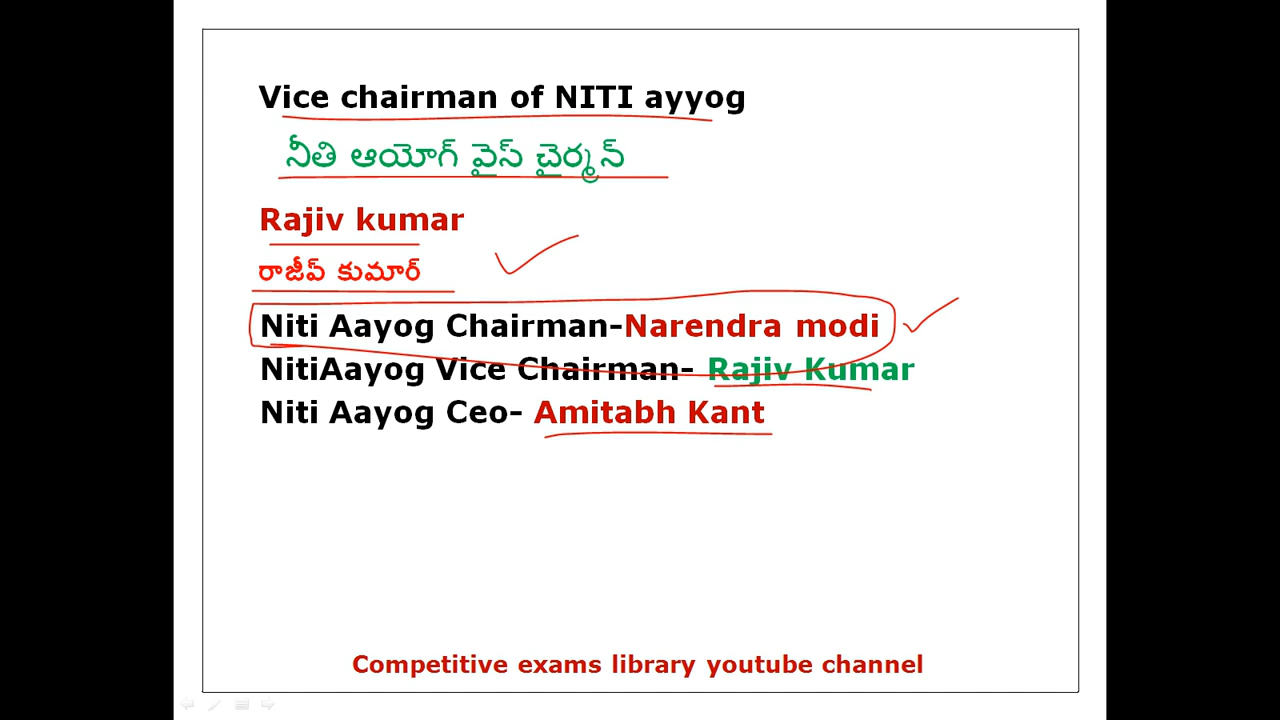 Vice chairman of NITI ayyog
నీతి ఆయోగ్ వైస్ చైర్మన్
Rajiv kumar
రాజీవ్ కుమార్
Niti Aayog Chairman-Narendra modi
NitiAayog Vice Chairman- Rajiv Kumar
Niti Aayog Ceo- Amitabh Kant
Competitive exams library youtube channel